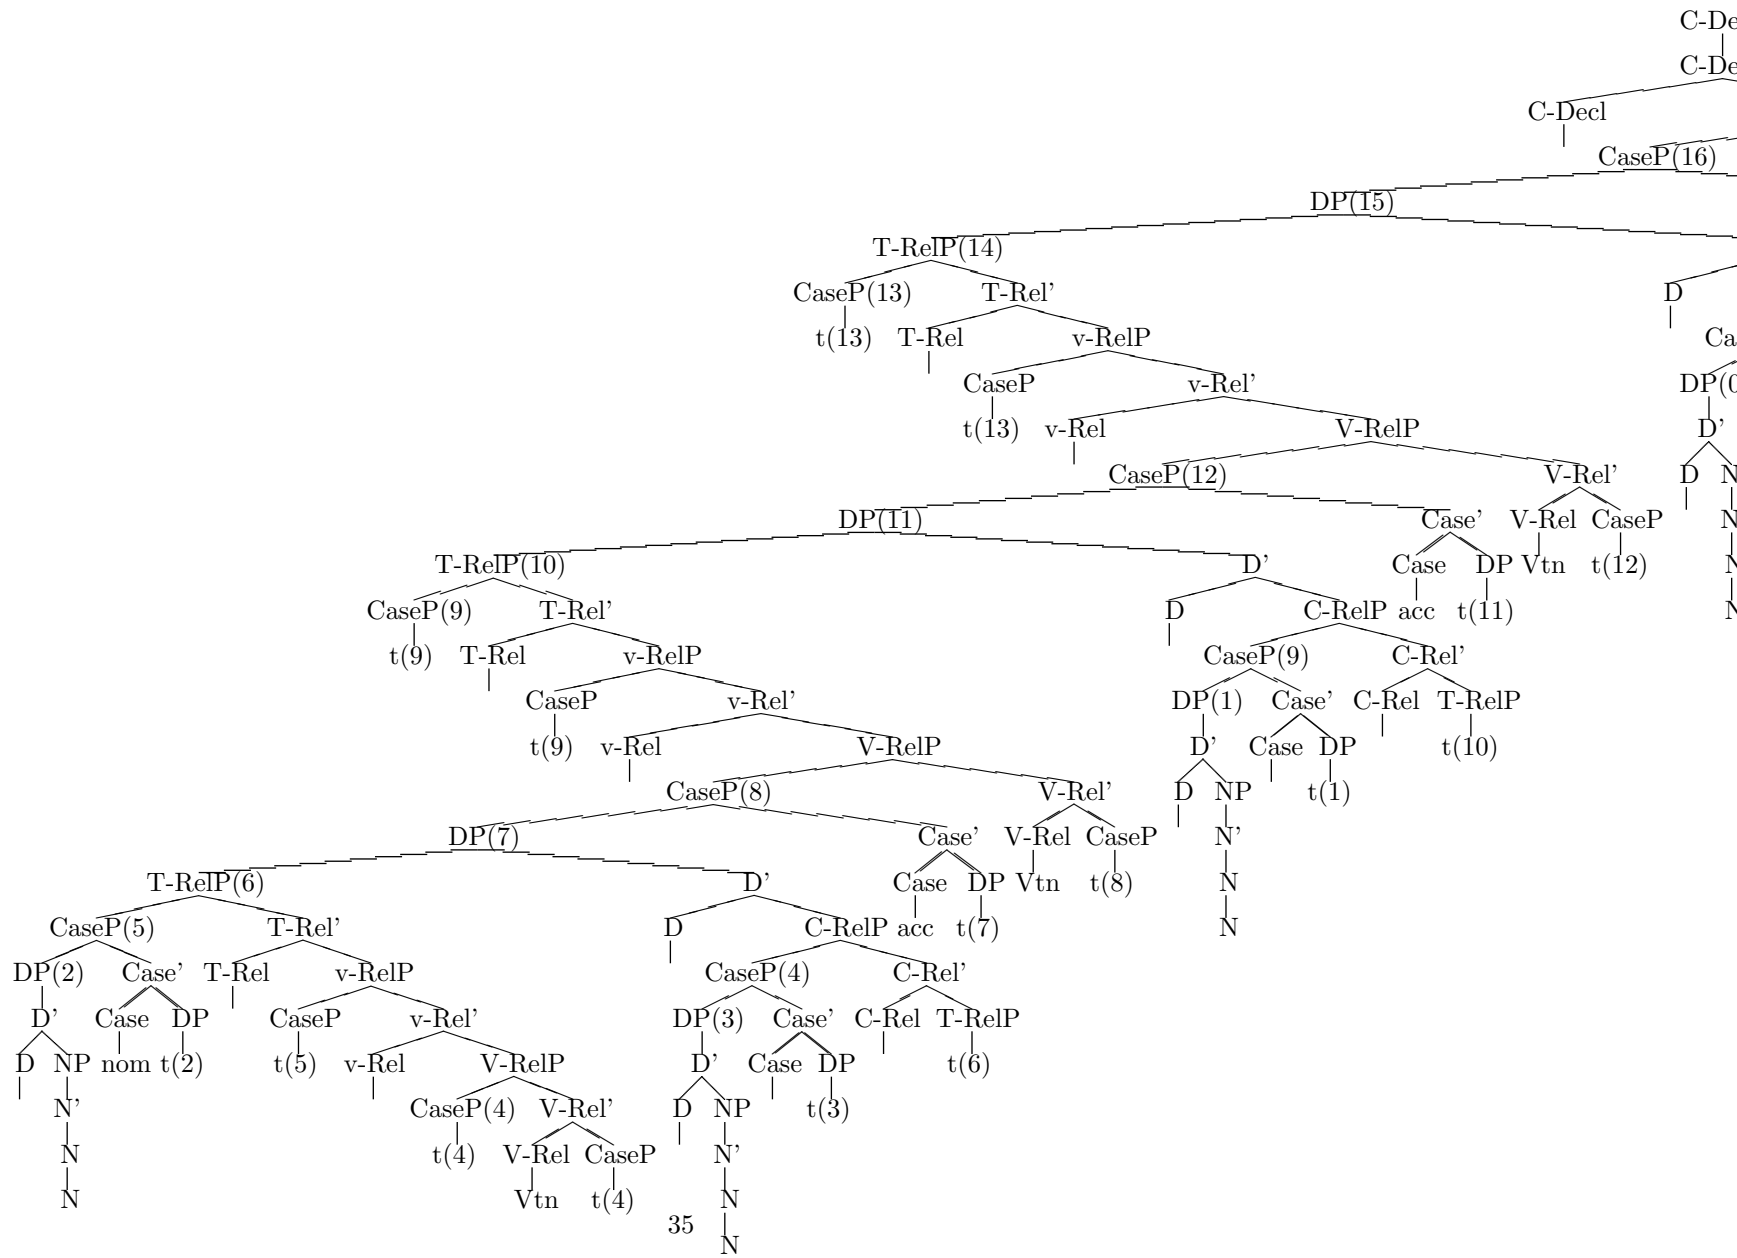 C-De
C-De
C-Decl
CaseP(16)
DP(15)
T-RelP(14)
CaseP(13) T-Rel' D
t(13) T-Rel v-RelP Ca
CaseP v-Rel' DP(0
t(13) v-Rel V-RelP D'
CaseP(12) V-Rel' D N
DP(11) Case' V-Rel CaseP N
T-RelP(10) D' Case DP Vtn t(12) N
CaseP(9) T-Rel' D C-RelP acc t(11) N
t(9) T-Rel v-RelP CaseP(9) C-Rel'
CaseP v-Rel' DP(1) Case' C-Rel T-RelP
t(9) v-Rel V-RelP D' Case DP t(10)
CaseP(8) V-Rel' D NP t(1)
DP(7) Case' V-Rel CaseP N'
T-RelP(6) D' Case DP Vtn t(8) N
CaseP(5) T-Rel' D C-RelP acc t(7) N
DP(2) Case' T-Rel v-RelP CaseP(4) C-Rel'
D' Case DP CaseP v-Rel' DP(3) Case' C-Rel T-RelP
D NP nom t(2) t(5) v-Rel V-RelP D' Case DP t(6)
N' CaseP(4) V-Rel' D NP t(3)
N t(4) V-Rel CaseP N'
N Vtn t(4) N
35
N